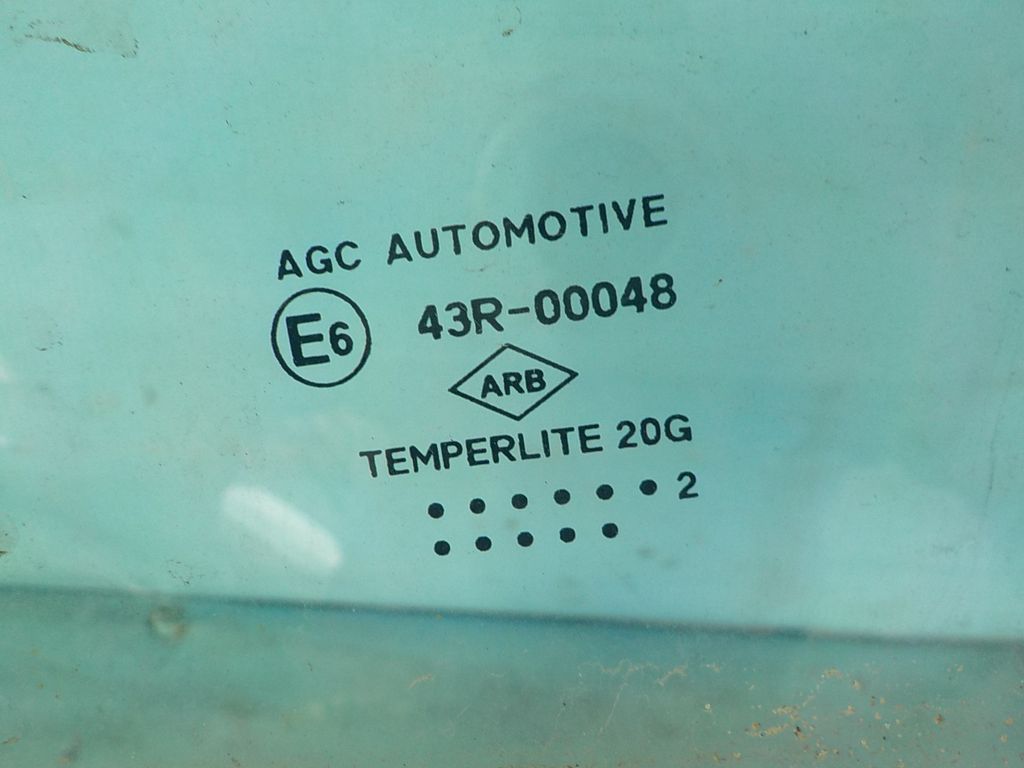 AGC AUTOMOTIVE
E6 43R-00048
ARB
TEMPERLITE 20G
• • • • • • 2
• • • • •